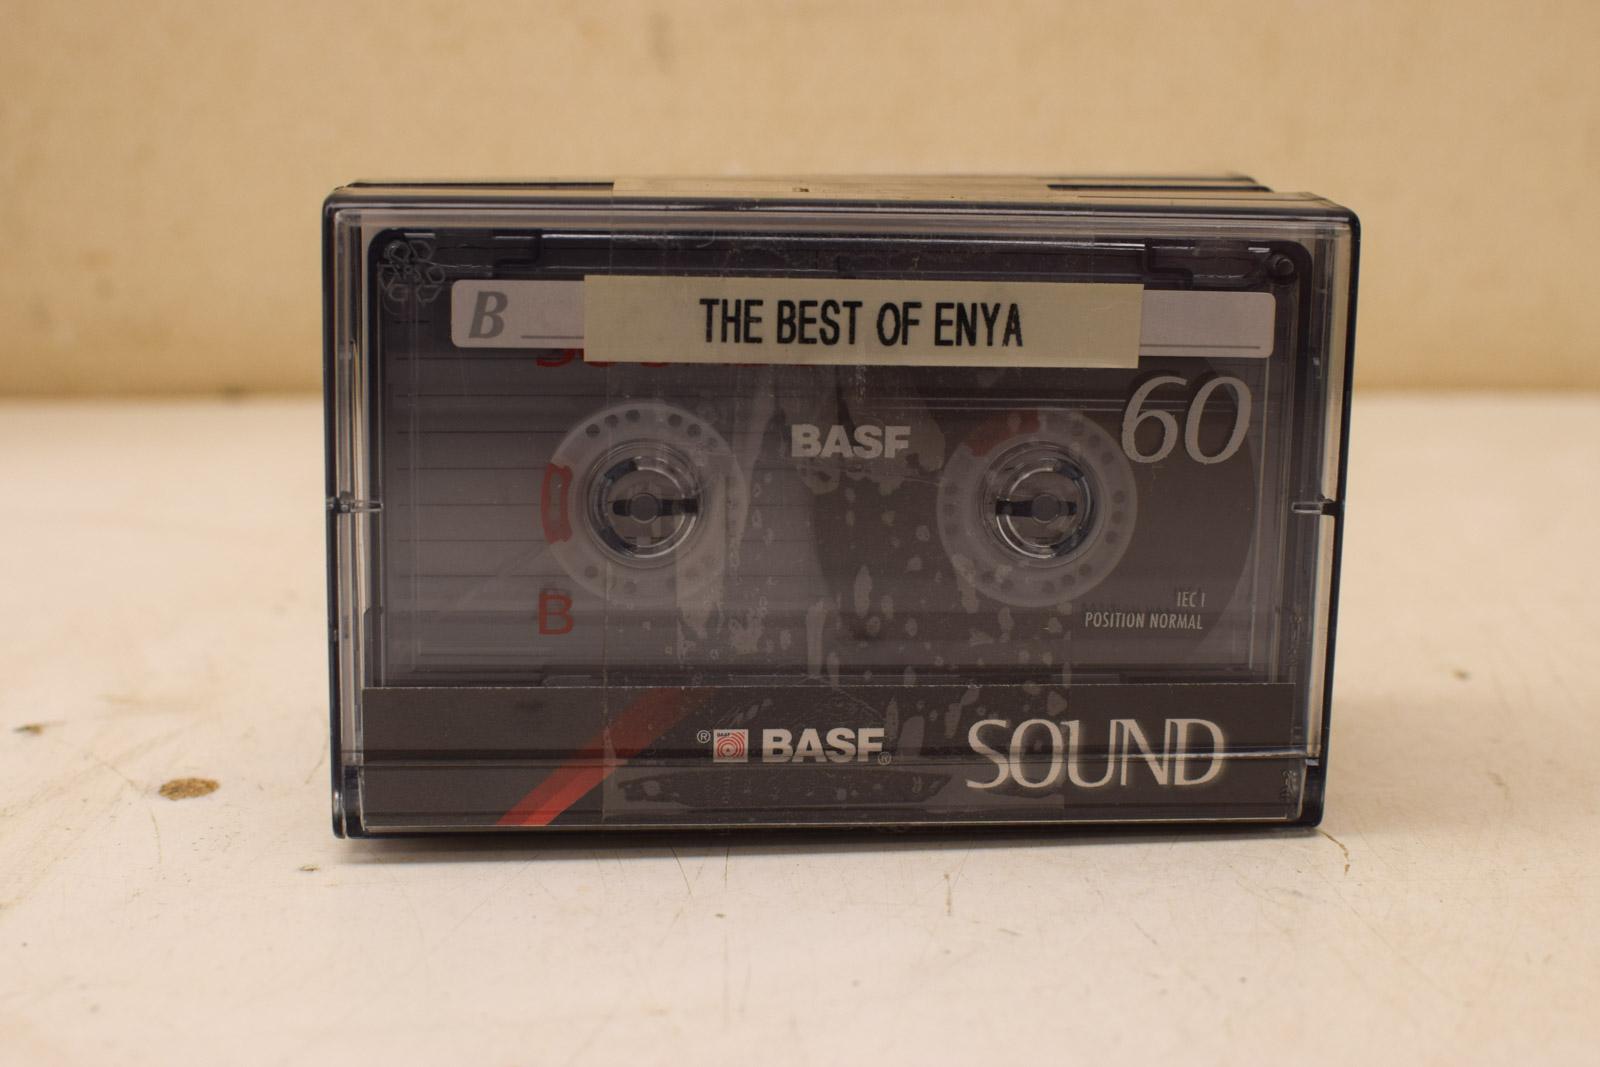 B
THE BEST OF ENYA
60
BASF
B
IEC I
POSITION NORMAL
® BASF ®
SOUND